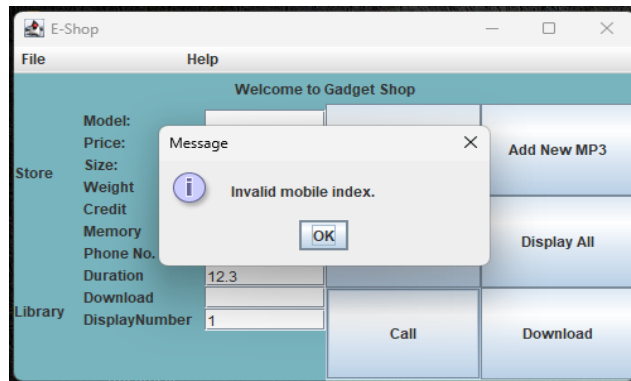 E-Shop
File Help
Welcome to Gadget Shop
Model:
Price:
Size:
Weight
Credit
Memory
Phone No.
Duration 12.3
Download
DisplayNumber 1
Store
Library
Message
Invalid mobile index.
OK
Add New MP3
Display All
Call
Download